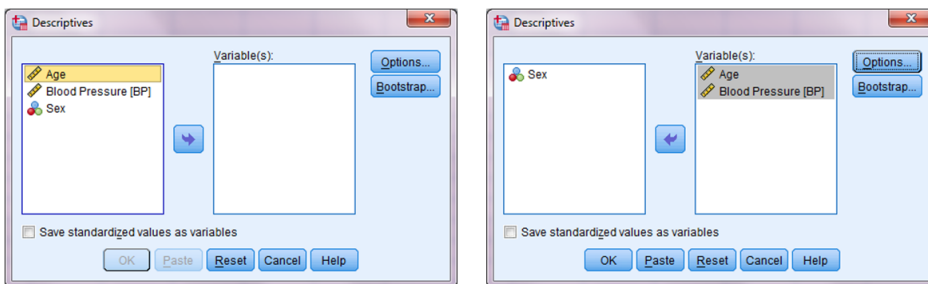 Descriptives
Variable(s):
Age
Blood Pressure [BP]
Sex
Options...
Bootstrap...
Save standardized values as variables
OK Paste Reset Cancel Help
Descriptives
Variable(s):
Sex
Age
Blood Pressure [BP]
Options...
Bootstrap...
Save standardized values as variables
OK Paste Reset Cancel Help